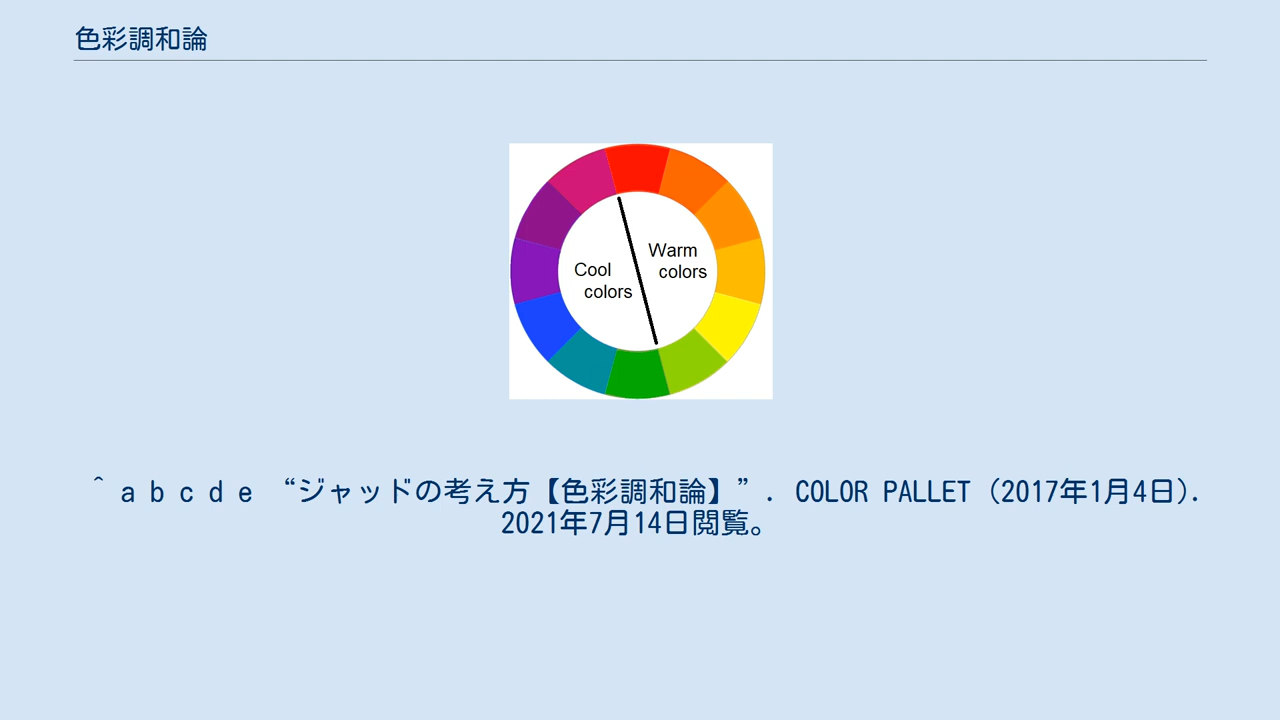 色彩調和論
Warm
colors
Cool
colors
^ a b c d e “ジャッドの考え方【色彩調和論】”. COLOR PALLET (2017年1月4日).
2021年7月14日閲覧。